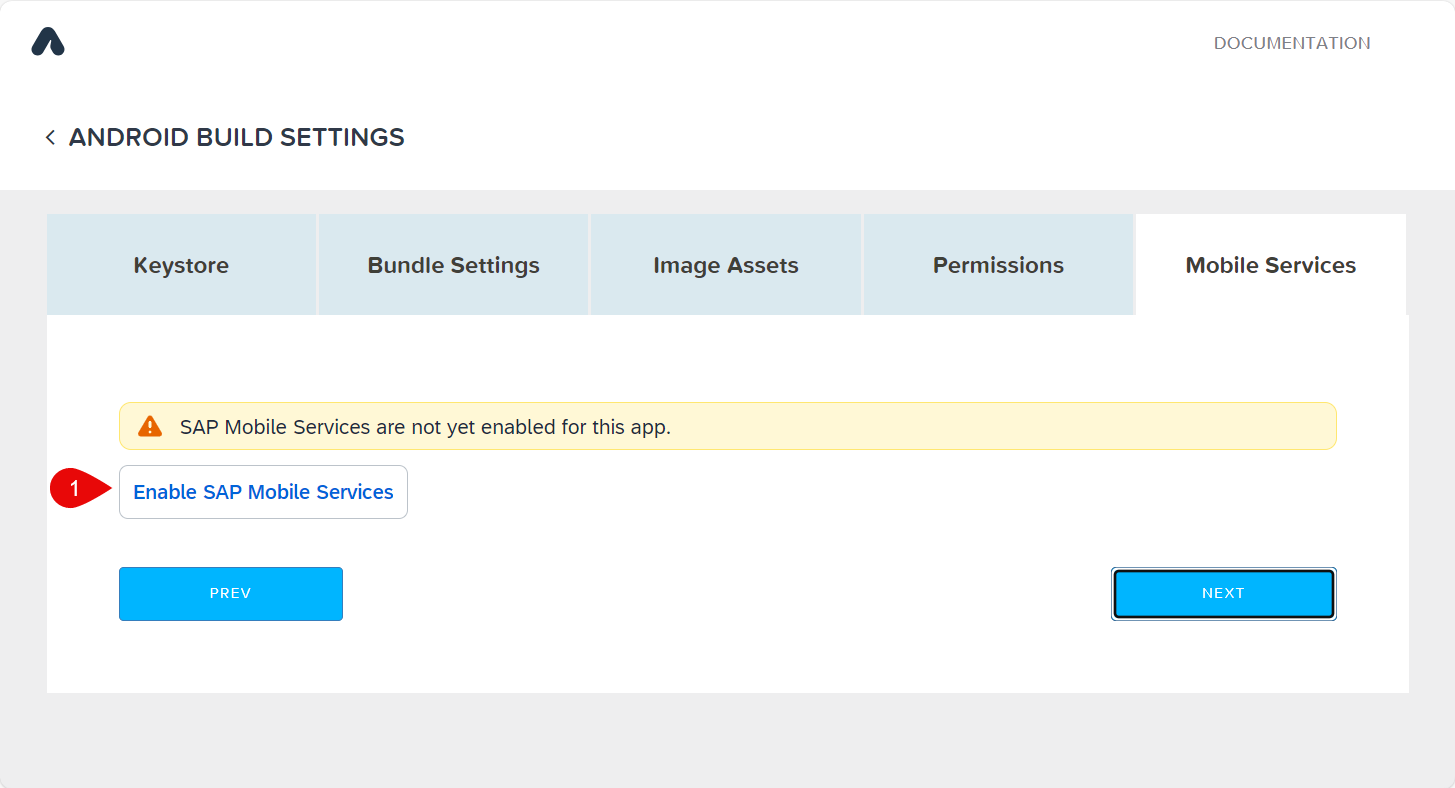 DOCUMENTATION
< ANDROID BUILD SETTINGS
Keystore
Bundle Settings
Image Assets
Permissions
Mobile Services
SAP Mobile Services are not yet enabled for this app.
1
Enable SAP Mobile Services
PREV
NEXT